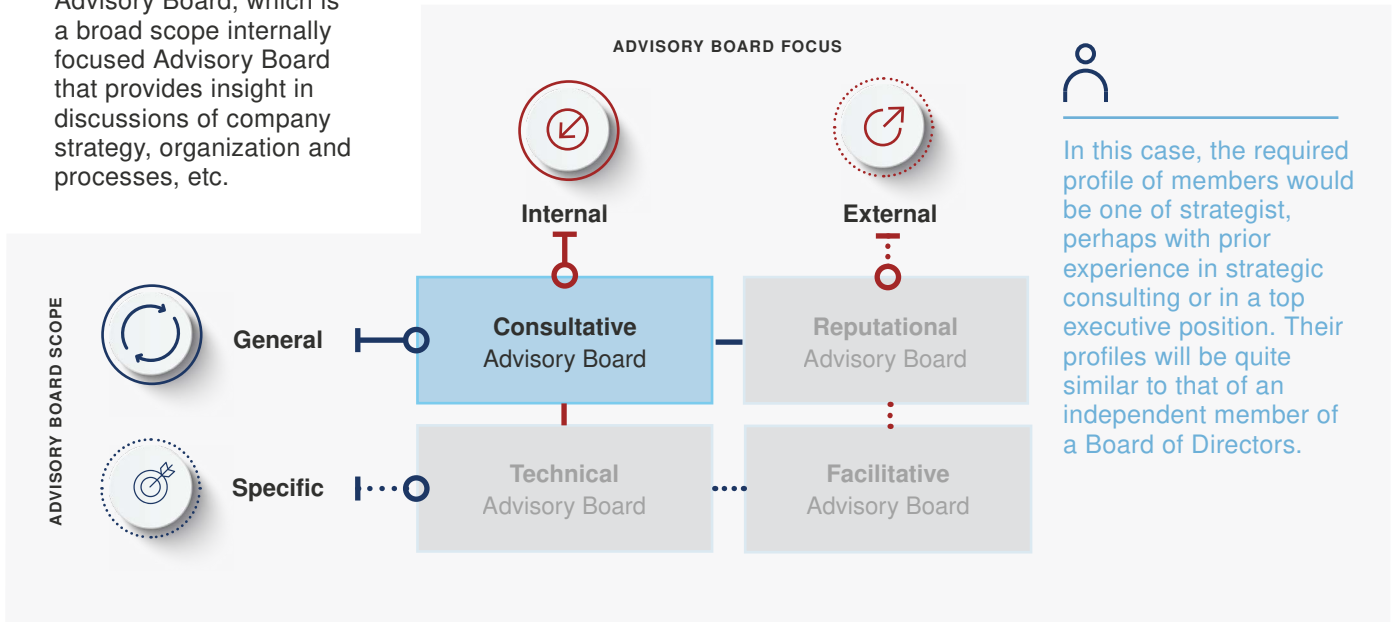 Advisory Board, which is
a broad scope internally
focused Advisory Board
that provides insight in
discussions of company
strategy, organization and
processes, etc.
ADVISORY BOARD FOCUS
Internal
External
ADVISORY BOARD SCOPE
General
Consultative
Advisory Board
Reputational
Advisory Board
Specific
Technical
Advisory Board
Facilitative
Advisory Board
In this case, the required
profile of members would
be one of strategist,
perhaps with prior
experience in strategic
consulting or in a top
executive position. Their
profiles will be quite
similar to that of an
independent member of
a Board of Directors.